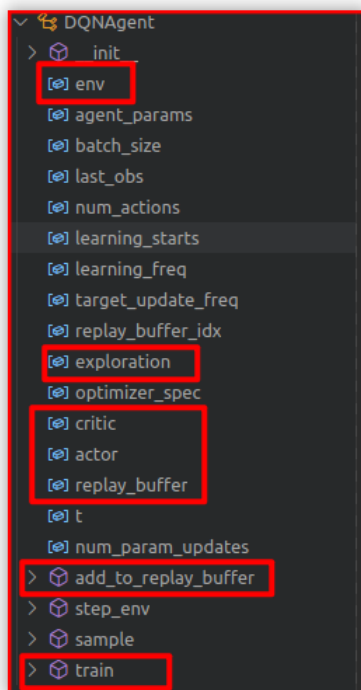 DQNAgent
__init__
env
agent_params
batch_size
last_obs
num_actions
learning_starts
learning_freq
target_update_freq
replay_buffer_idx
exploration
optimizer_spec
critic
actor
replay_buffer
t
num_param_updates
add_to_replay_buffer
step_env
sample
train